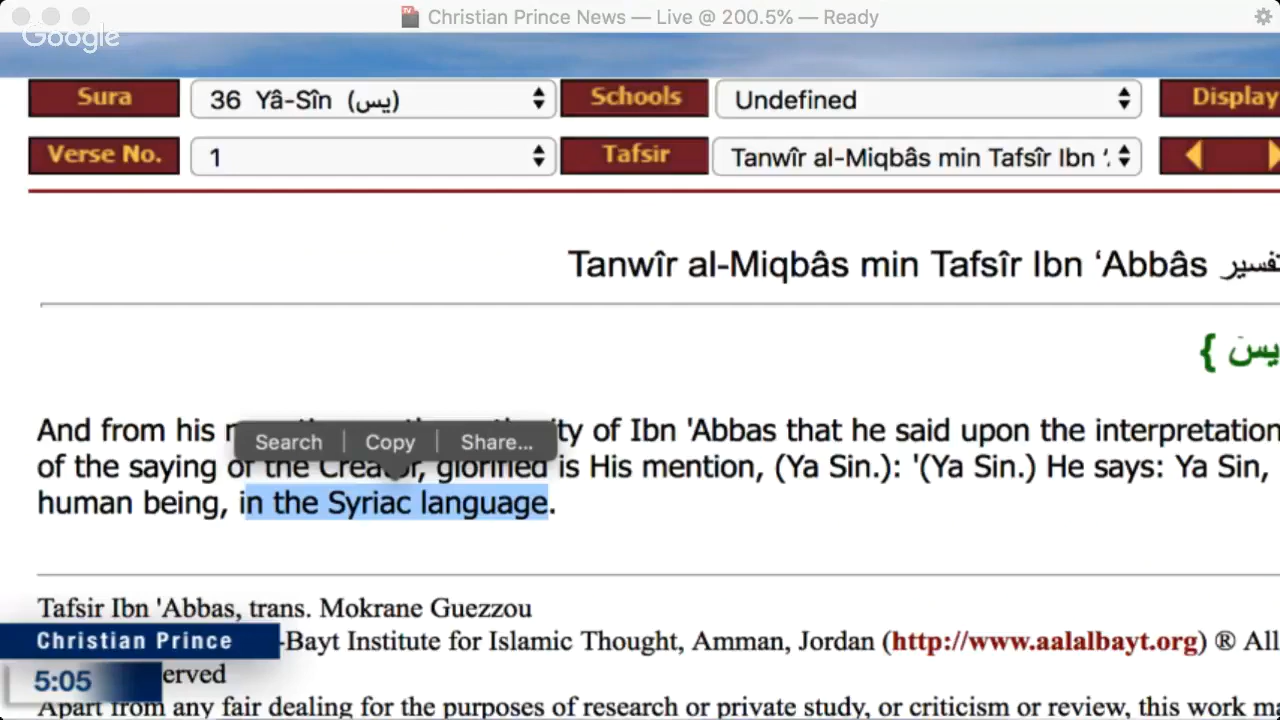 Christian Prince News — Live @ 200.5% — Ready
Google
Sura 36 Yâ-Sîn (يس) Schools Undefined Display
Verse No. 1 Tafsir Tanwîr al-Miqbâs min Tafsîr Ibn ‘.
Tanwîr al-Miqbâs min Tafsîr Ibn ‘Abbâs تفسير
يسۤ }
And from his ity of Ibn 'Abbas that he said upon the interpretation
Search Copy Share...
of the saying of the Creator, glorified is His mention, (Ya Sin.): '(Ya Sin.) He says: Ya Sin,
human being, in the Syriac language.
Tafsir Ibn 'Abbas, trans. Mokrane Guezzou
Christian Prince -Bayt Institute for Islamic Thought, Amman, Jordan (http://www.aalalbayt.org) ® All
5:05 erved
Apart from any fair dealing for the purposes of research or private study, or criticism or review, this work